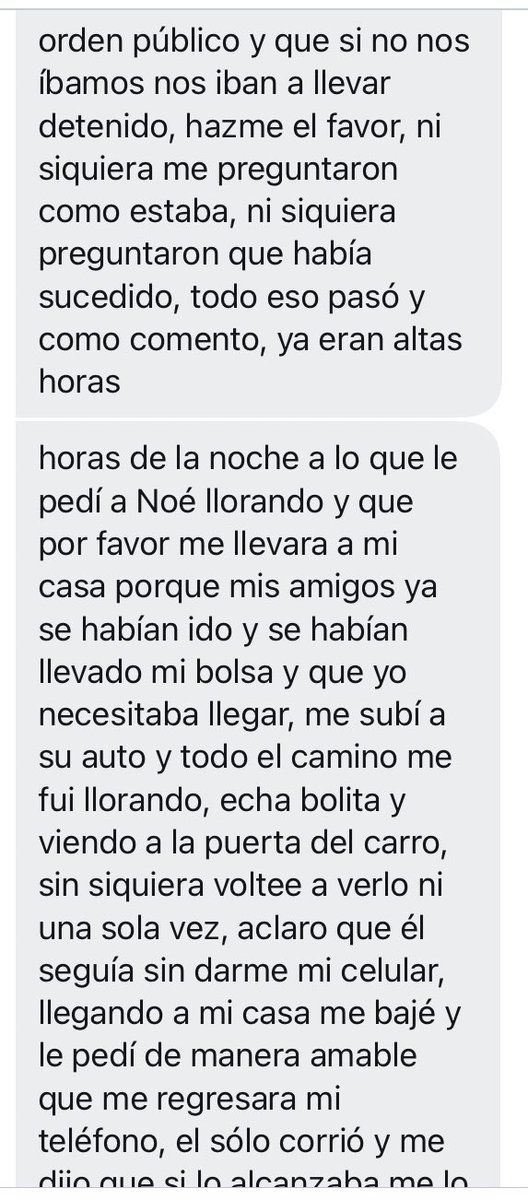 orden público y que si no nos
íbamos nos iban a llevar
detenido, hazme el favor, ni
siquiera me preguntaron
como estaba, ni siquiera
preguntaron que había
sucedido, todo eso pasó y
como comento, ya eran altas
horas
horas de la noche a lo que le
pedí a Noé llorando y que
por favor me llevara a mi
casa porque mis amigos ya
se habían ido y se habían
llevado mi bolsa y que yo
necesitaba llegar, me subí a
su auto y todo el camino me
fui llorando, echa bolita y
viendo a la puerta del carro,
sin siquiera voltee a verlo ni
una sola vez, aclaro que él
seguía sin darme mi celular,
llegando a mi casa me bajé y
le pedí de manera amable
que me regresara mi
teléfono, el sólo corrió y me
dijo que si lo alcanzaba me lo